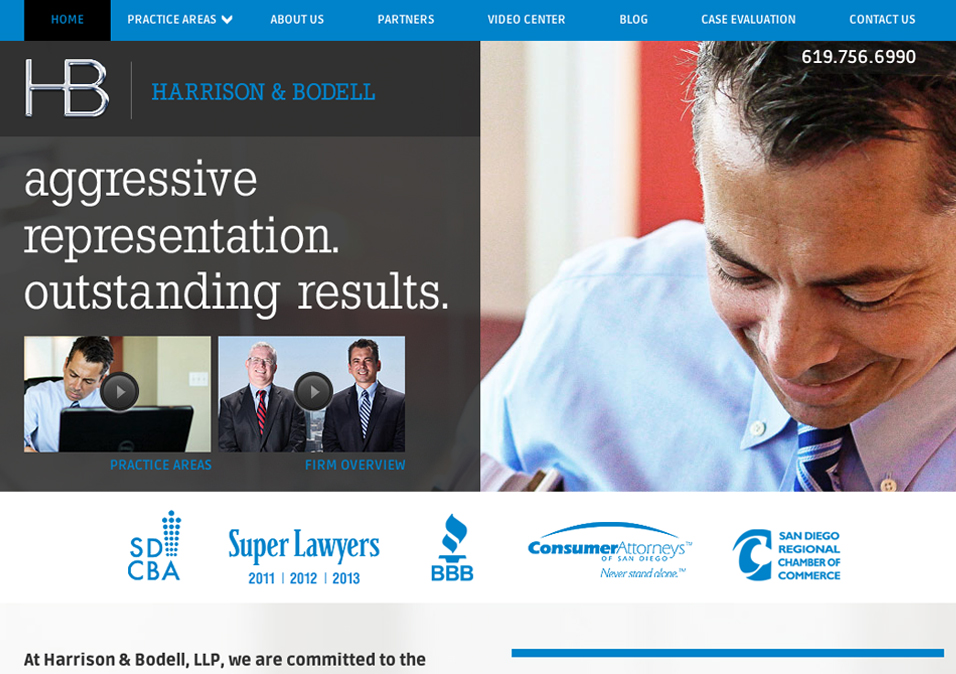 HOME
PRACTICE AREAS
ABOUT US
PARTNERS
VIDEO CENTER
BLOG
CASE EVALUATION
CONTACT US
619.756.6990
HB
HARRISON & BODELL
aggressive
representation.
outstanding results.
PRACTICE AREAS
FIRM OVERVIEW
SD
CBA
Super Lawyers
2011 | 2012 | 2013
BBB
ConsumerAttorneys™
OF SAN DIEGO
Never stand alone.™
SAN DIEGO
REGIONAL
CHAMBER OF
COMMERCE
At Harrison & Bodell, LLP, we are committed to the